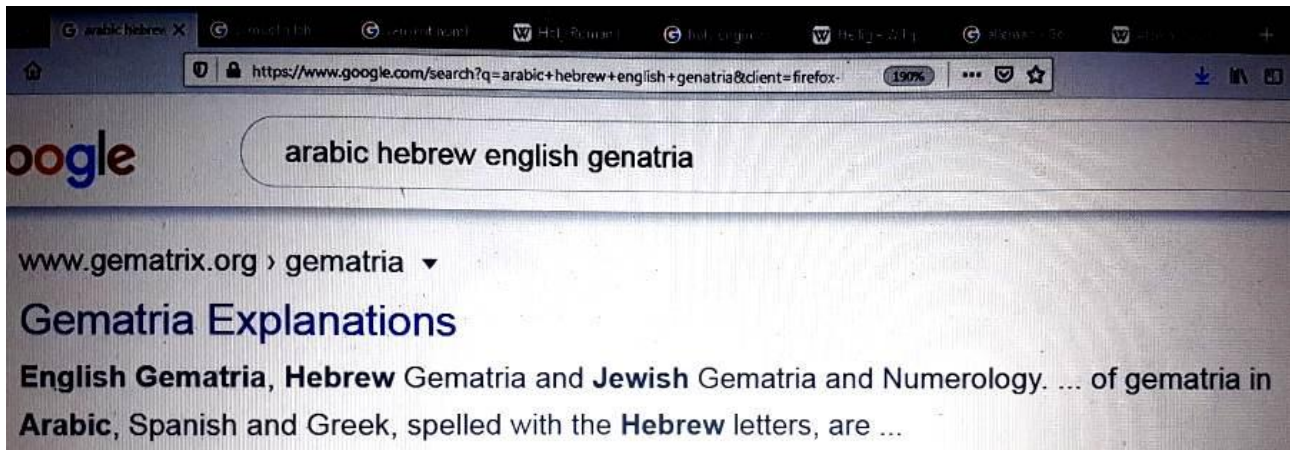 arabic hebrew
https://www.google.com/search?q=arabic+hebrew+english+genatria&client=firefox- 190%
oogle arabic hebrew english genatria
www.gematrix.org › gematria
Gematria Explanations
English Gematria, Hebrew Gematria and Jewish Gematria and Numerology. ... of gematria in
Arabic, Spanish and Greek, spelled with the Hebrew letters, are ...